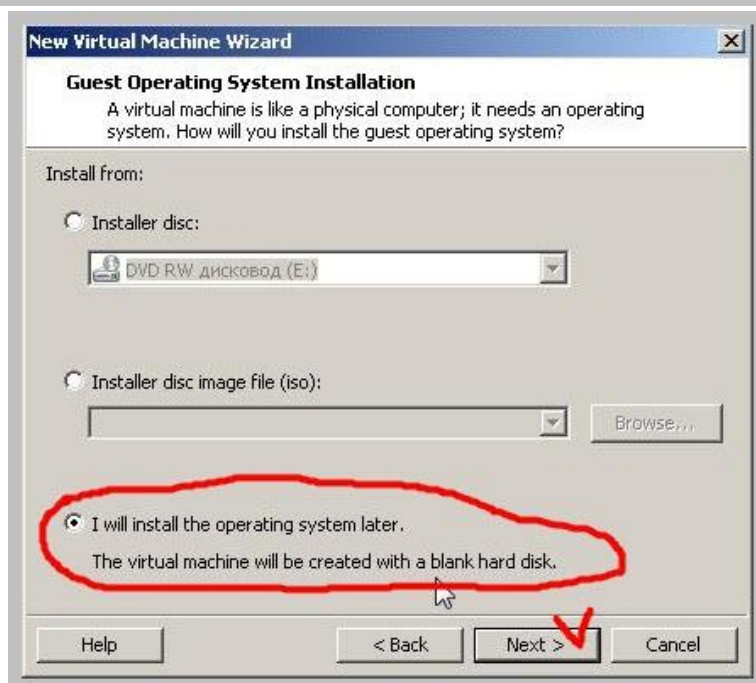 New Virtual Machine Wizard
Guest Operating System Installation
A virtual machine is like a physical computer; it needs an operating
system. How will you install the guest operating system?
Install from:
Installer disc:
DVD RW дисковод (E:)
Installer disc image file (iso):
Browse...
I will install the operating system later.
The virtual machine will be created with a blank hard disk.
Help
< Back
Next >
Cancel